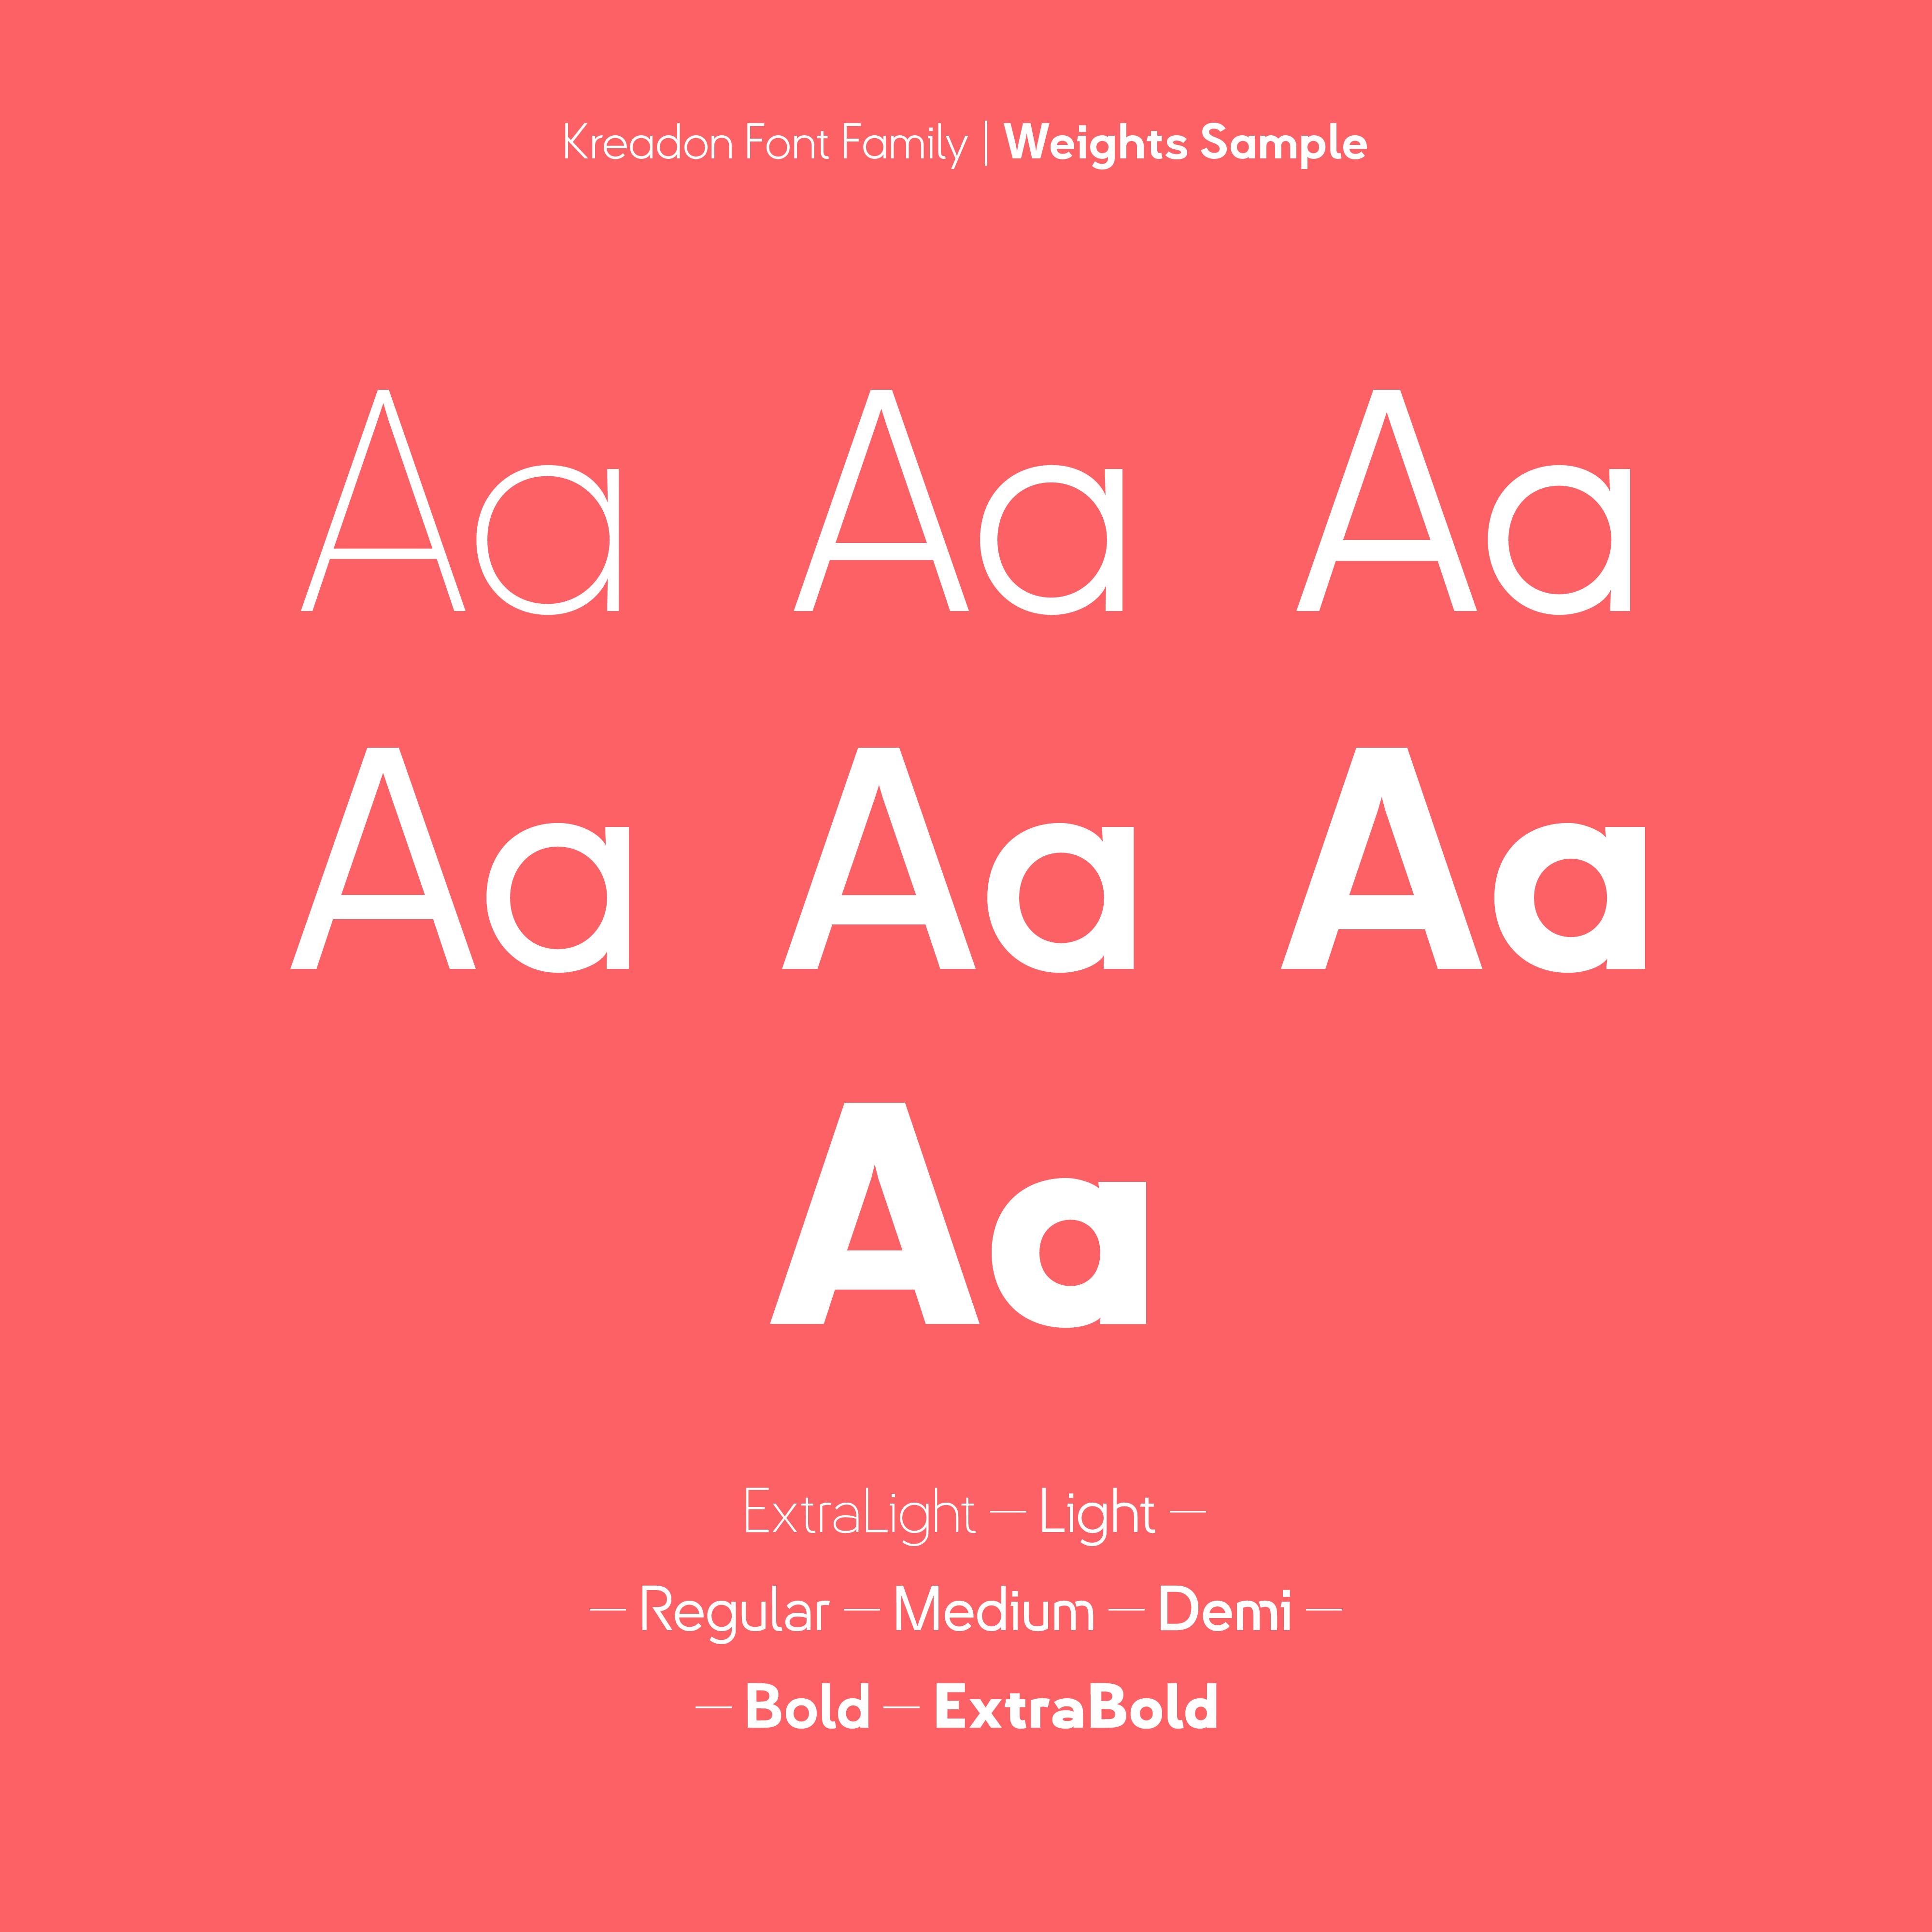 Kreadon Font Family | Weights Sample
Aa Aa Aa
Aa Aa Aa
Aa
ExtraLight — Light —
— Regular — Medium — Demi —
— Bold — ExtraBold